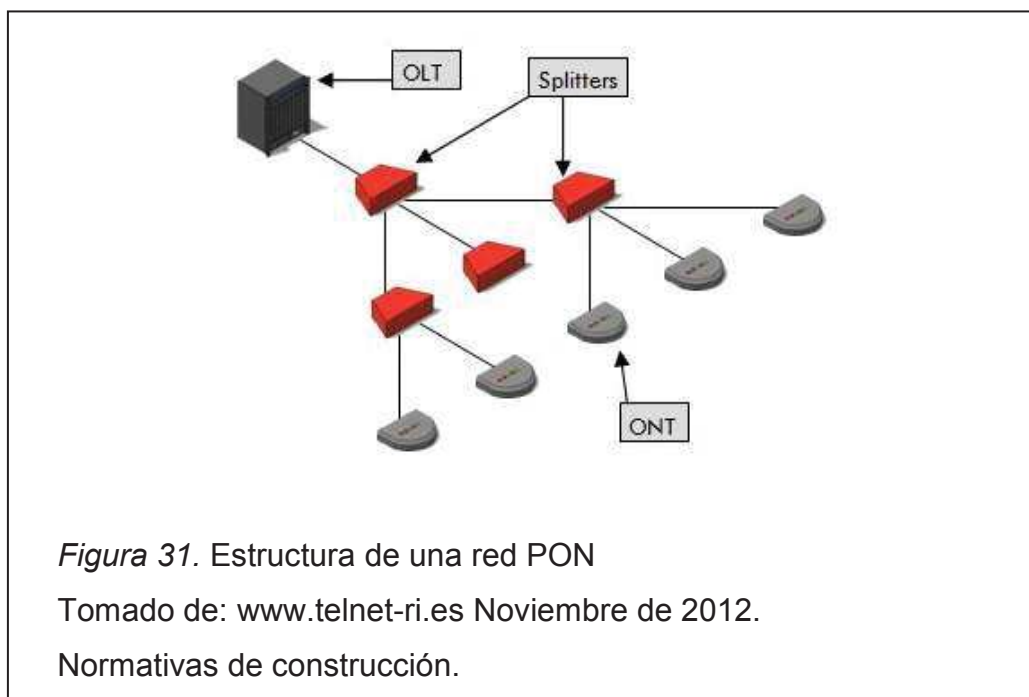 OLT
Splitters
ONT
Figura 31. Estructura de una red PON
Tomado de: www.telnet-ri.es Noviembre de 2012.
Normativas de construcción.